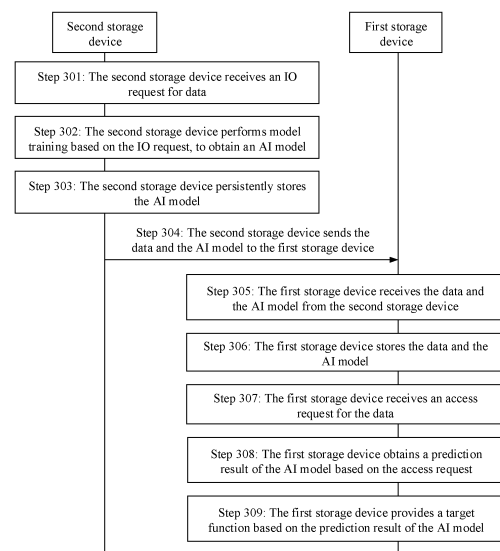 Second storage
device
First storage
device
Step 301: The second storage device receives an IO
request for data
Step 302: The second storage device performs model
training based on the IO request, to obtain an AI model
Step 303: The second storage device persistently stores
the AI model
Step 304: The second storage device sends the
data and the AI model to the first storage device
Step 305: The first storage device receives the data and
the AI model from the second storage device
Step 306: The first storage device stores the data and the
AI model
Step 307: The first storage device receives an access
request for the data
Step 308: The first storage device obtains a prediction
result of the AI model based on the access request
Step 309: The first storage device provides a target
function based on the prediction result of the AI model